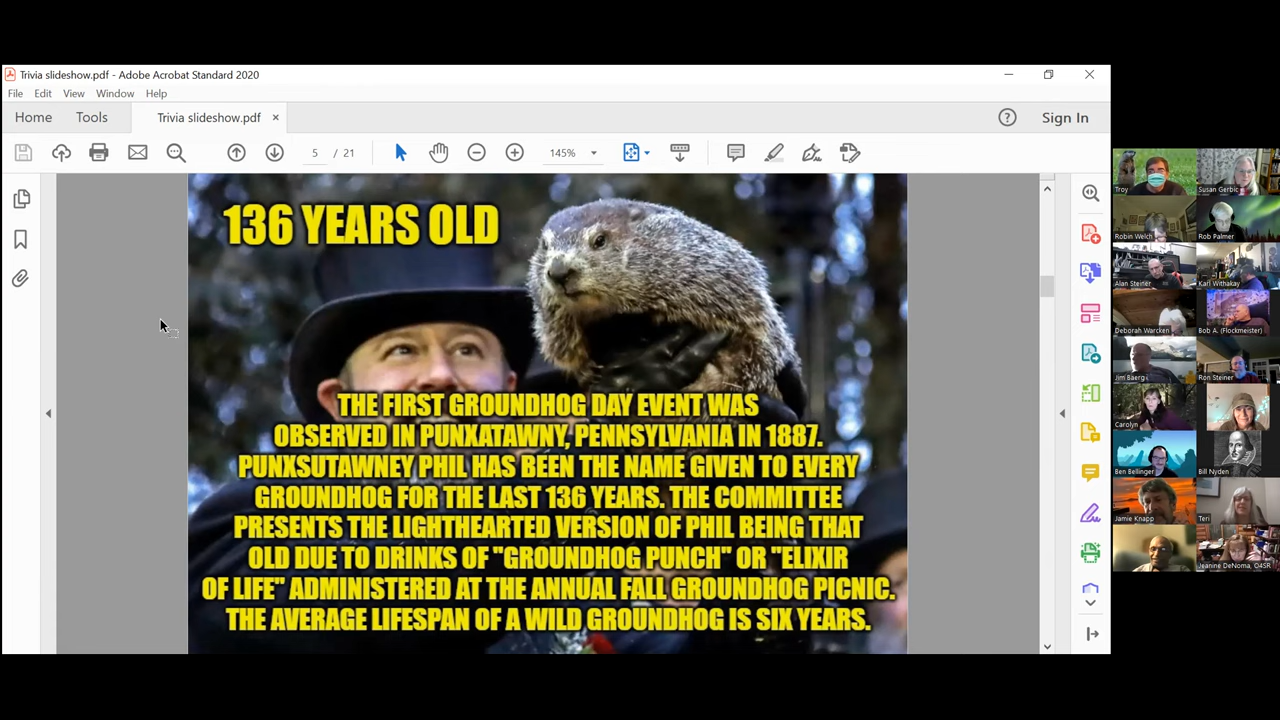 Trivia slideshow.pdf - Adobe Acrobat Standard 2020
File Edit View Window Help
Home Tools Trivia slideshow.pdf × Sign In
5 / 21 145%
136 YEARS OLD
THE FIRST GROUNDHOG DAY EVENT WAS
OBSERVED IN PUNXATAWNY, PENNSYLVANIA IN 1887.
PUNXSUTAWNEY PHIL HAS BEEN THE NAME GIVEN TO EVERY
GROUNDHOG FOR THE LAST 136 YEARS. THE COMMITTEE
PRESENTS THE LIGHTHEARTED VERSION OF PHIL BEING THAT
OLD DUE TO DRINKS OF "GROUNDHOG PUNCH" OR "ELIXIR
OF LIFE" ADMINISTERED AT THE ANNUAL FALL GROUNDHOG PICNIC.
THE AVERAGE LIFESPAN OF A WILD GROUNDHOG IS SIX YEARS.
Troy Susan Gerbic
Robin Welch Rob Palmer
Alan Steiner Karl Withakay
Deborah Warcken Bob A. (Flockmeister)
Jim Baerg Ron Steiner
Carolyn
Ben Bellinger Bill Nyden
Jamie Knapp Teri
Jeanine DeNoma, O4SR